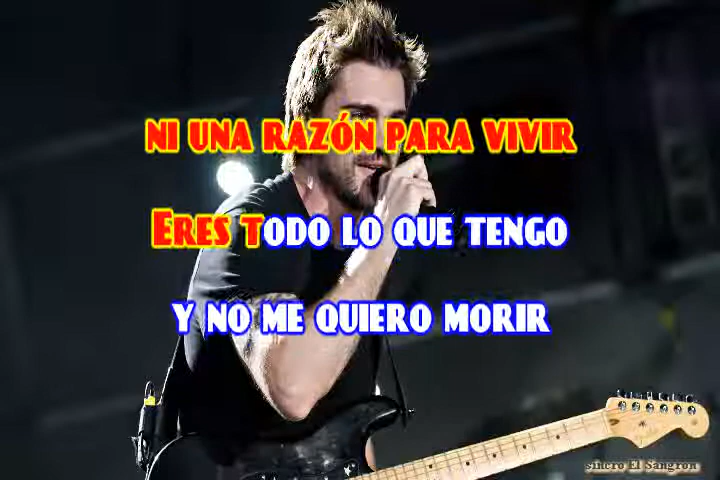 NI UNA RAZÓN PARA VIVIR
ERES TODO LO QUE TENGO
Y NO ME QUIERO MORIR
sincro El Sangron